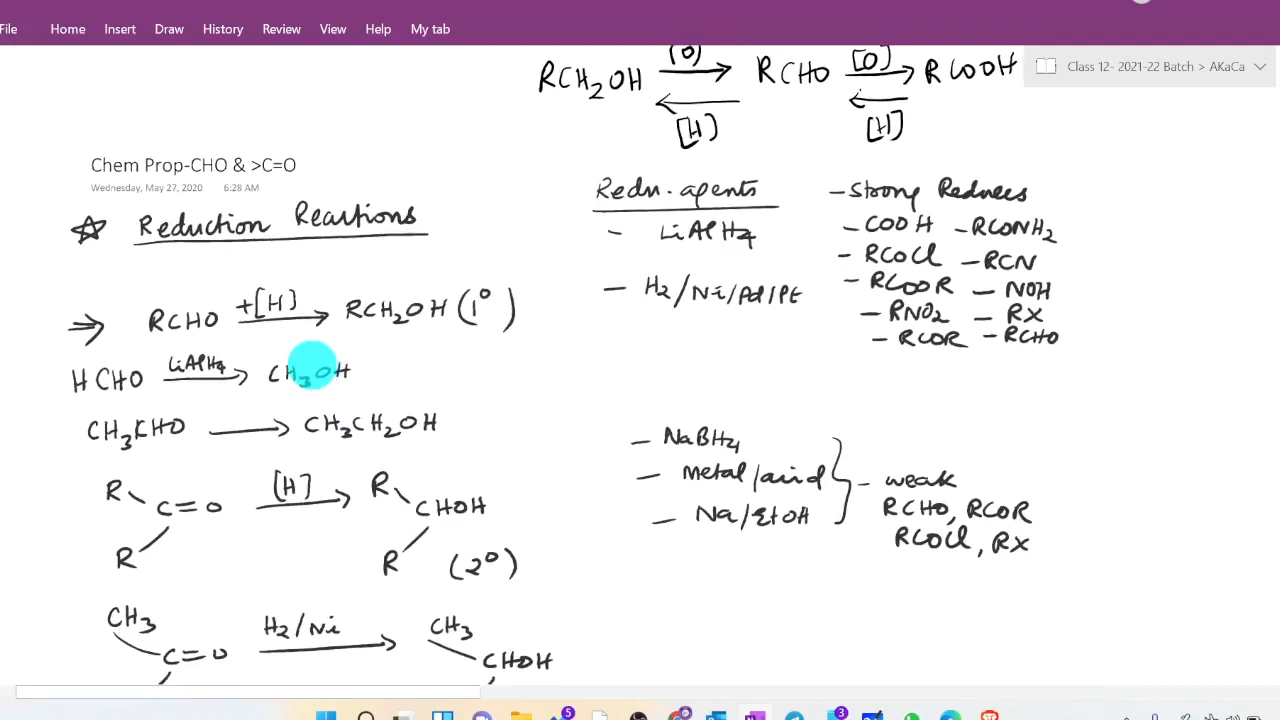 File Home Insert Draw History Review View Help My tab
Class 12- 2021-22 Batch > AKaCa
RCH2OH [O] → RCHO [O] → RCOOH
← [H] ← [H]
Chem Prop-CHO & >C=O
Wednesday, May 27, 2020 6:28 AM
☆ Reduction Reactions
⇒ RCHO +[H] → RCH2OH (1°)
HCHO LiAlH4 → CH3OH
CH3CHO → CH3CH2OH
R
C=O [H] →
R
R
CHOH
R
(2°)
CH3
C=O H2/Ni →
CH3
CHOH
Redn. agents
- LiAlH4
- H2/Ni/Pd/Pt
- Strong Reducers
- COOH - RCONH2
- RCOCl - RCN
- RCOOR - NOH
- RNO2 - RX
- RCOR - RCHO
- NaBH4
- Metal/acid
- Na/EtOH
- weak
RCHO, RCOR
RCOCl, RX
5
3